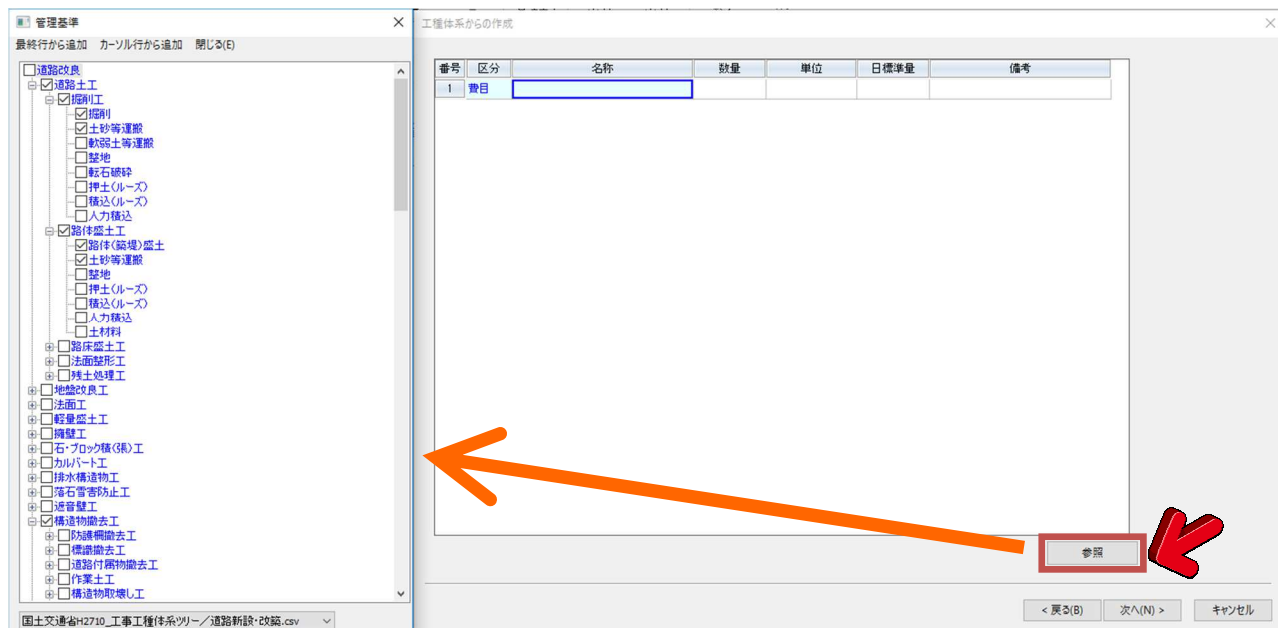 管理基準
最終行から追加 カーソル行から追加 閉じる(E)
道路改良
道路土工
掘削工
掘削
土砂等運搬
軟弱土等運搬
整地
転石破砕
押土(ルーズ)
積込(ルーズ)
人力積込
路体盛土工
路体(築堤)盛土
土砂等運搬
整地
押土(ルーズ)
積込(ルーズ)
人力積込
土材料
路床盛土工
法面整形工
残土処理工
地盤改良工
法面工
軽量盛土工
擁壁工
石・ブロック積(張)工
カルバート工
排水構造物工
落石雪害防止工
遮音壁工
構造物撤去工
防護柵撤去工
標識撤去工
道路付属物撤去工
作業土工
構造物取壊し工
国土交通省H2710_工事工種体系ツリー/道路新設・改築.csv
工種体系からの作成
番号 区分 名称 数量 単位 日標準量 備考
1 費目
参照
< 戻る(B) 次へ(N) > キャンセル